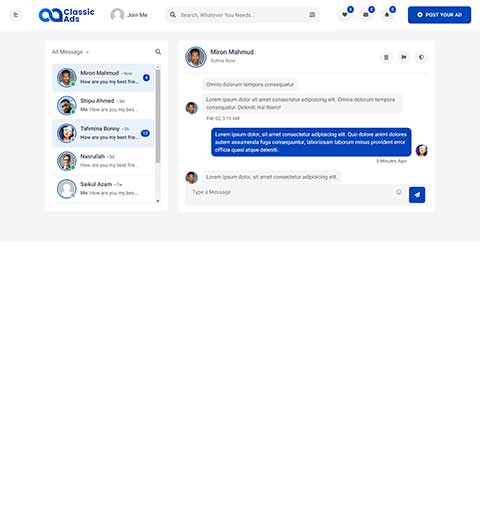 Classic
Ads
Join Me
Search, Whatever You Needs...
0
0
0
POST YOUR AD
All Message
Miron Mahmud
Active Now
Miron Mahmud - Now
How are you my best frie...
4
Shipu Ahmed - 3m
Me: How are you my bes...
Tahmina Bonny - 2h
How are you my best frie...
12
Nasrullah - 5d
How are you my best frie...
Saikul Azam - 7w
Me: How are you my bes...
Omnis dolorum tempora consequatur
Lorem ipsum dolor sit amet consectetur adipisicing elit. Omnis dolorum tempora
consequatur. Deleniti nisi libero!
Feb 02, 3:10 AM
Lorem ipsum dolor, sit amet consectetur adipisicing elit. Quo dolore animi dolores
autem assumenda fuga consequuntur, laboriosam laborum minus provident error
officia quasi atque deleniti.
5 Minutes Ago
Lorem ipsum dolor, sit amet consectetur adipisicing elit.
Type a Message